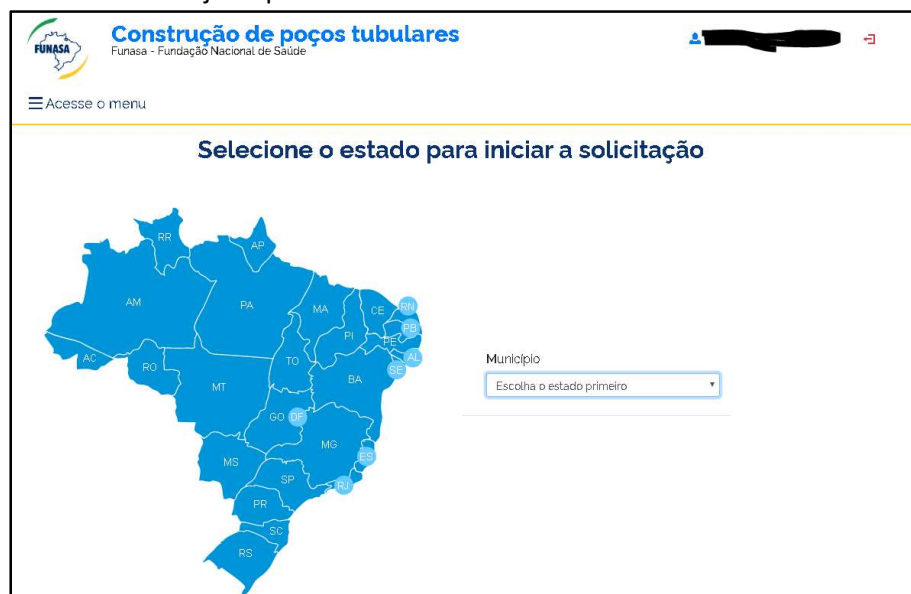 FUNASA
Construção de poços tubulares
Funasa - Fundação Nacional de Saúde
Acesse o menu
Selecione o estado para iniciar a solicitação
RR
AP
AM
PA
MA
CE
RN
PI
PB
PE
AC
RO
TO
AL
SE
MT
BA
GO
DF
MG
MS
ES
SP
RJ
PR
SC
RS
Município
Escolha o estado primeiro